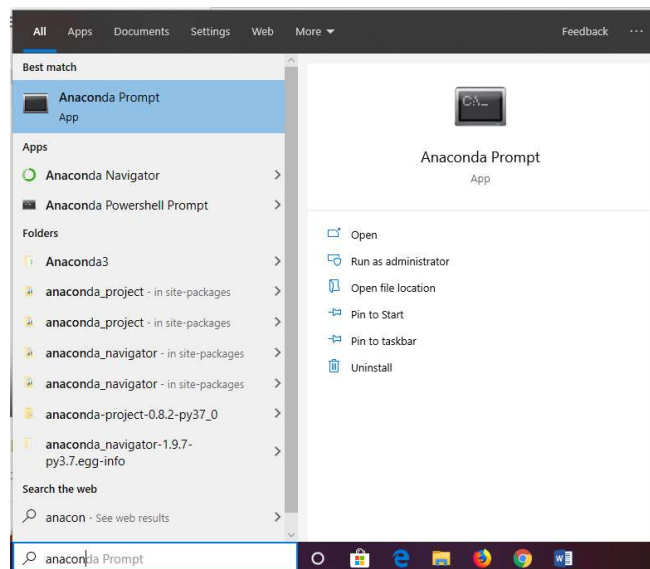 All Apps Documents Settings Web More Feedback ...
Best match
Anaconda Prompt
App
Apps
Anaconda Navigator
Anaconda Powershell Prompt
Folders
Anaconda3
anaconda_project - in site-packages
anaconda_project - in site-packages
anaconda_navigator - in site-packages
anaconda_navigator - in site-packages
anaconda-project-0.8.2-py37_0
anaconda_navigator-1.9.7-
py3.7.egg-info
Search the web
anacon - See web results
anaconda Prompt
C:\_
Anaconda Prompt
App
Open
Run as administrator
Open file location
Pin to Start
Pin to taskbar
Uninstall